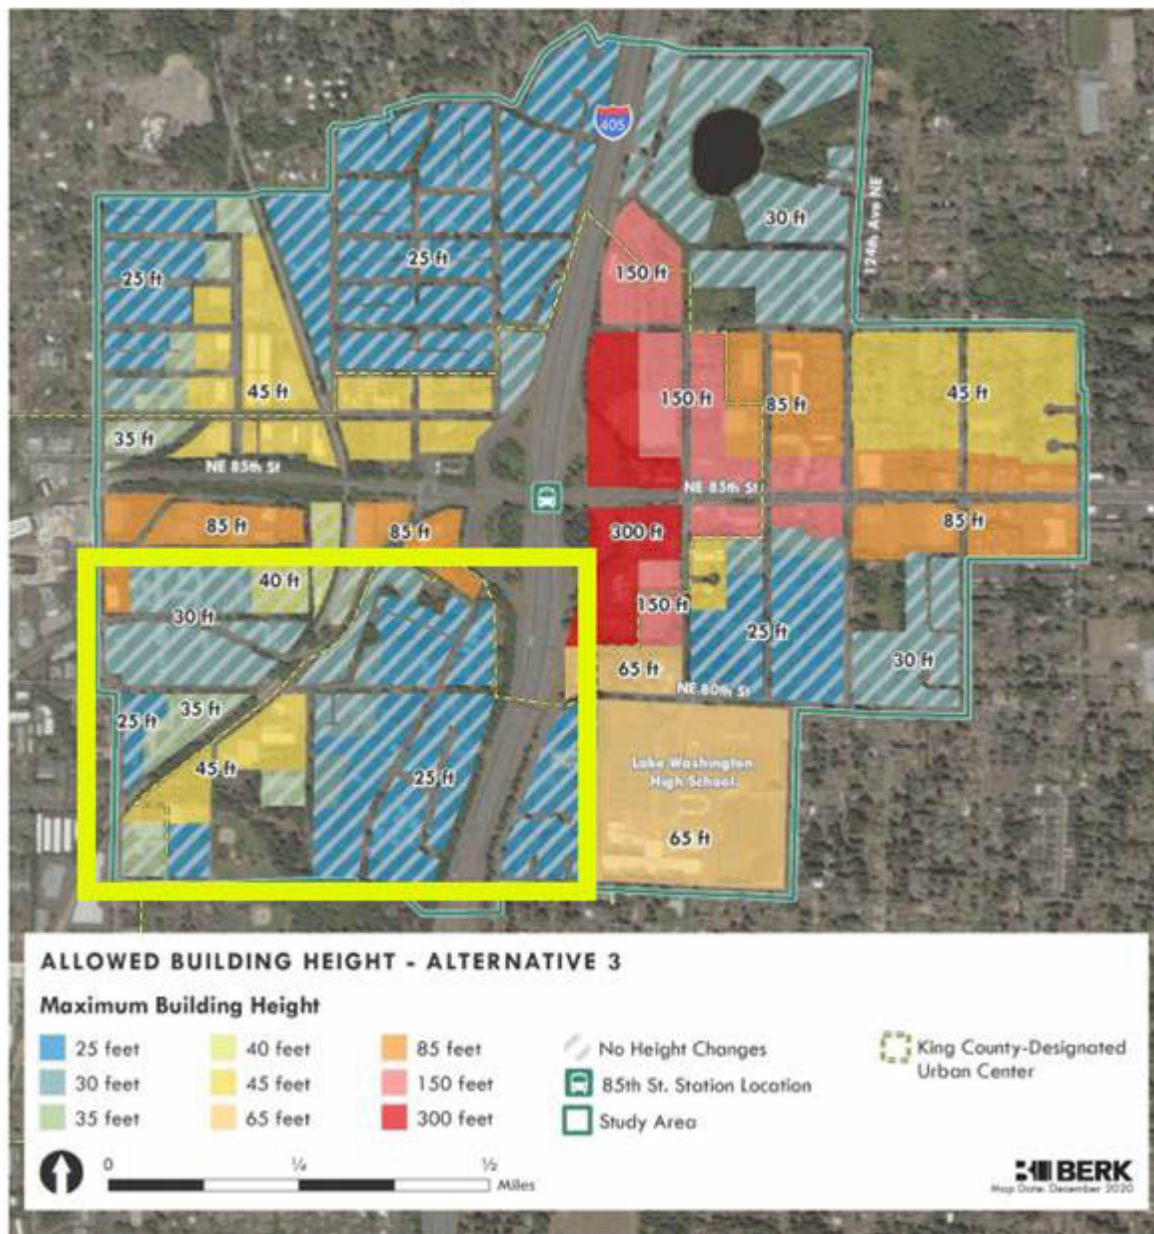 405
124th Ave NE
30 ft
25 ft
25 ft
150 ft
45 ft
150 ft
85 ft
45 ft
35 ft
NE 85th St
NE 85th St
85 ft
85 ft
300 ft
85 ft
40 ft
30 ft
150 ft
25 ft
65 ft
30 ft
NE 80th St
25 ft
35 ft
45 ft
25 ft
Lake Washington
High School
65 ft
ALLOWED BUILDING HEIGHT - ALTERNATIVE 3
Maximum Building Height
25 feet
40 feet
85 feet
No Height Changes
King County-Designated
Urban Center
30 feet
45 feet
150 feet
85th St. Station Location
35 feet
65 feet
300 feet
Study Area
0
¼
½
Miles
BERK
Map Date: December 2020